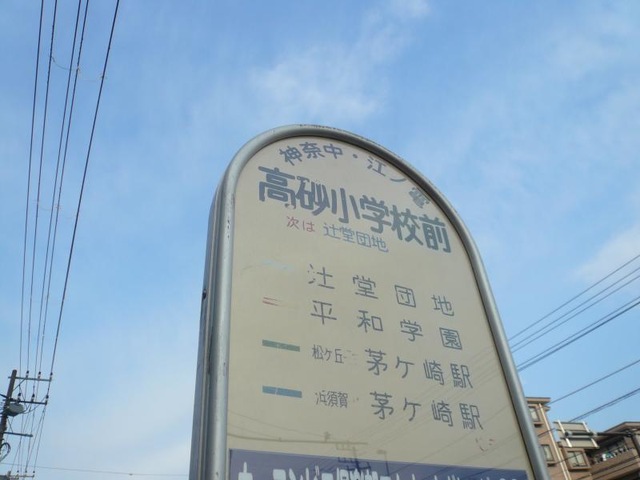 神奈中・江ノ電
高砂小学校前
次は 辻堂団地
辻堂団地
平和学園
松ケ丘 茅ケ崎駅
浜須賀 茅ケ崎駅